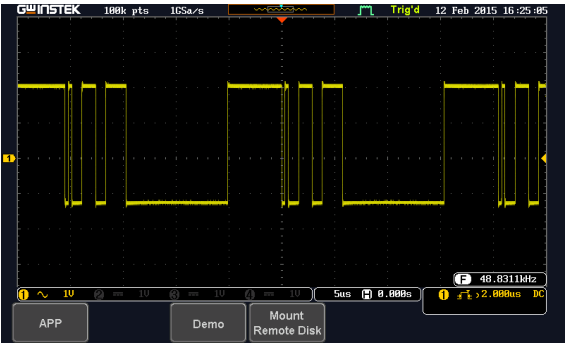 GWINSTEK 100k pts 1GSa/s Trig'd 12 Feb 2015 16:25:05
1
F 48.8311kHz
1 1V 2 1V 3 1V 4 1V 5us H 0.000s 1 >2.000us DC
APP Demo Mount
Remote Disk